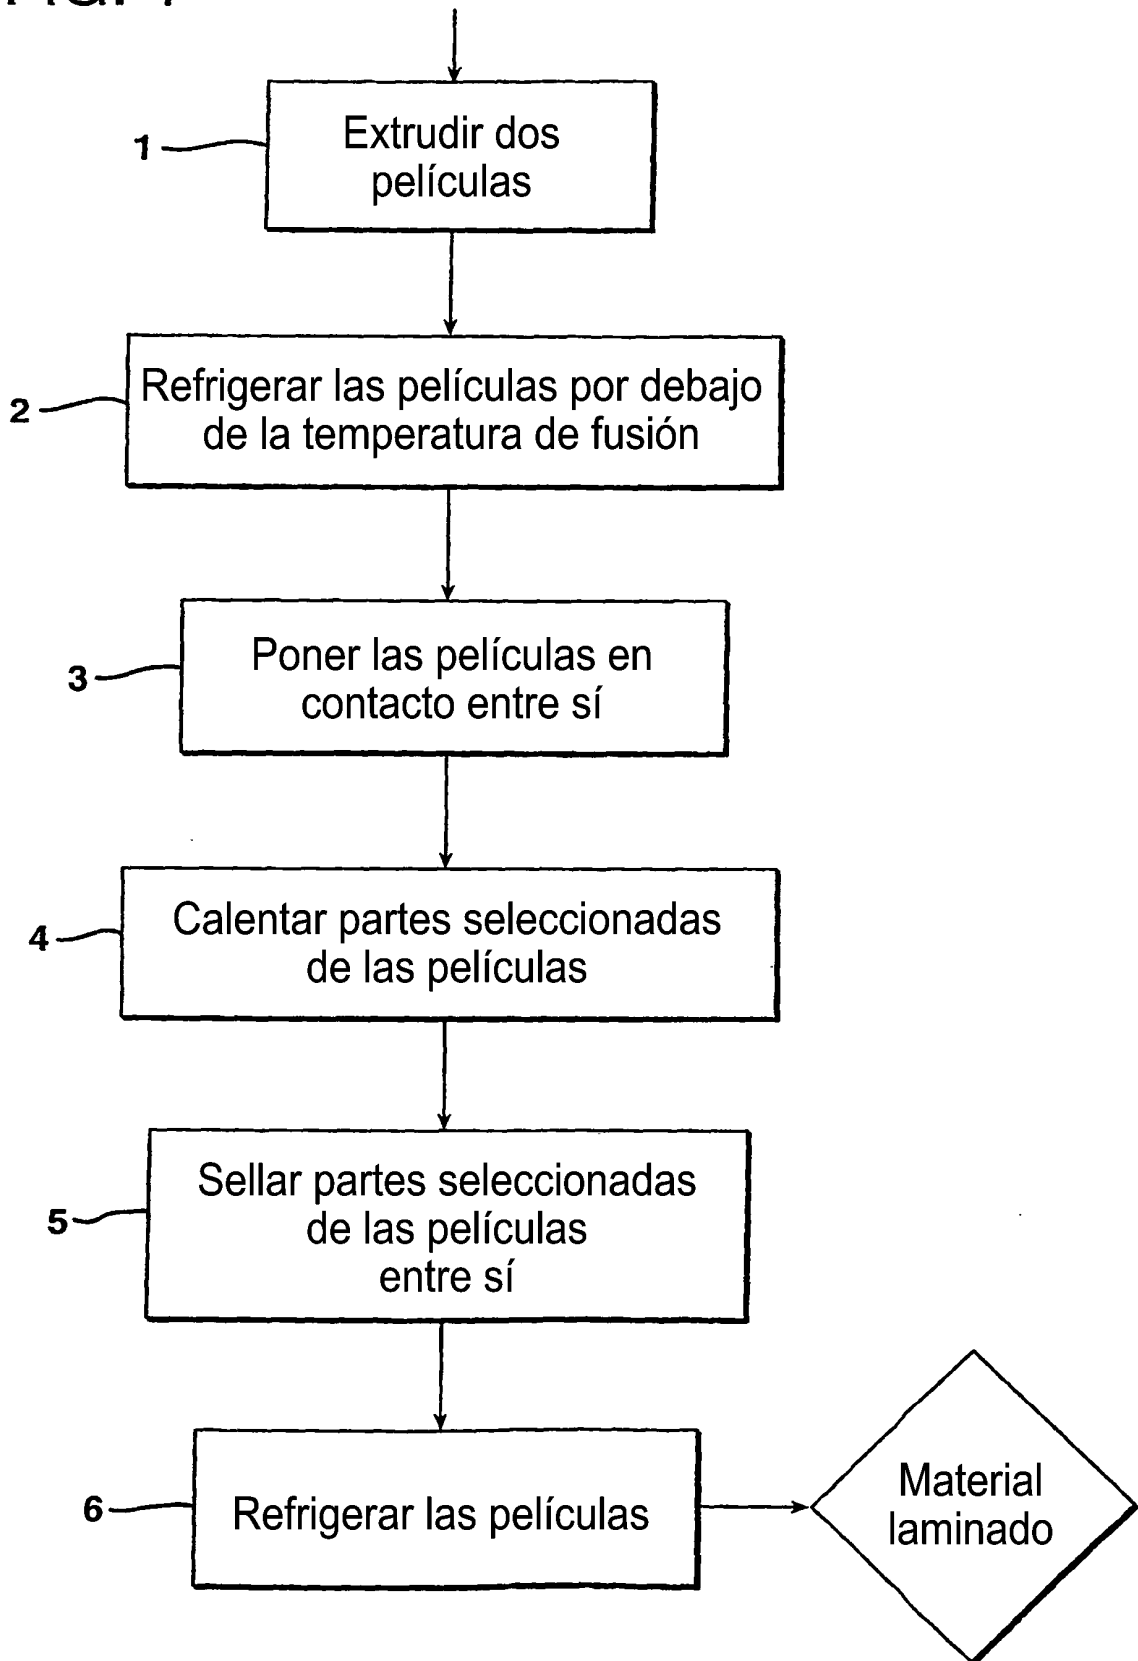 1
Extrudir dos
películas
2
Refrigerar las películas por debajo
de la temperatura de fusión
3
Poner las películas en
contacto entre sí
4
Calentar partes seleccionadas
de las películas
5
Sellar partes seleccionadas
de las películas
entre sí
6
Refrigerar las películas
Material
laminado